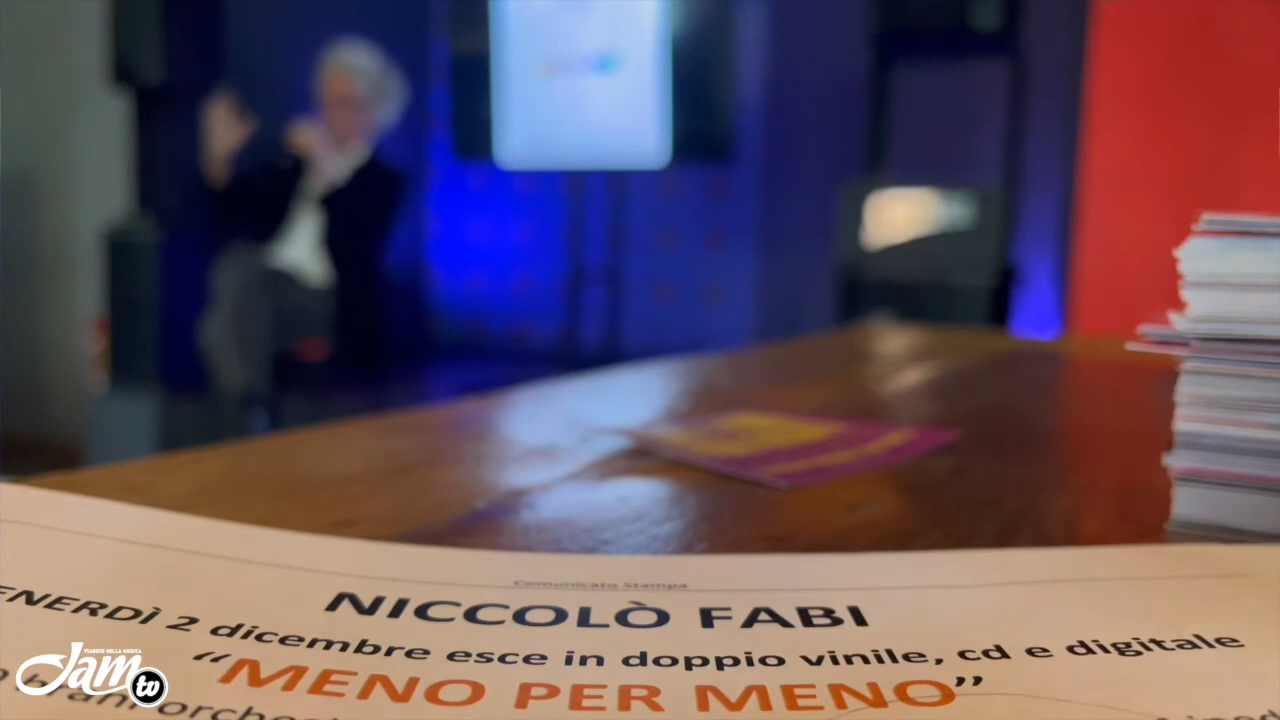 Comunicato Stampa
NICCOLÒ FABI
ENERDÌ 2 dicembre esce in doppio vinile, cd e digitale
“MENO PER MENO”
VIAGGIO NELLA MUSICA
Jam tv